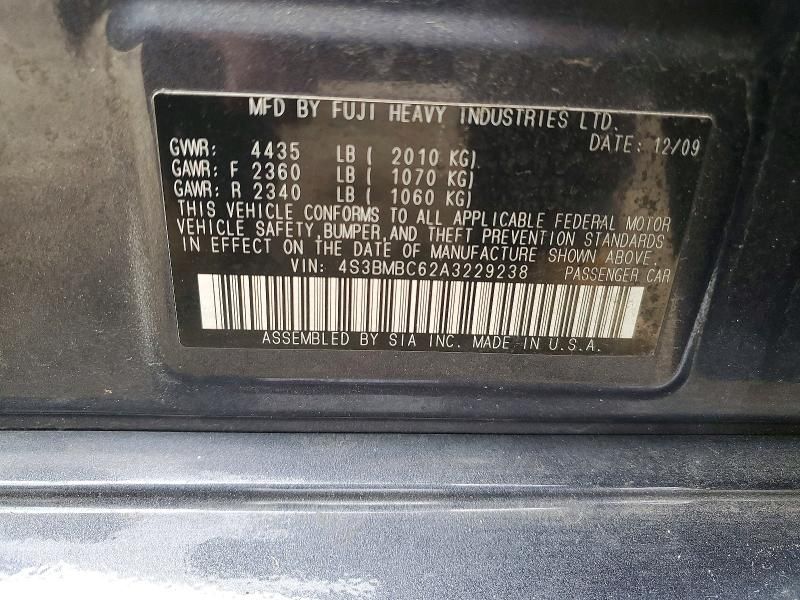 MFD BY FUJI HEAVY INDUSTRIES LTD.
DATE: 12/09
GVWR: 4435 LB ( 2010 KG)
GAWR: F 2360 LB ( 1070 KG)
GAWR: R 2340 LB ( 1060 KG)
THIS VEHICLE CONFORMS TO ALL APPLICABLE FEDERAL MOTOR
VEHICLE SAFETY, BUMPER, AND THEFT PREVENTION STANDARDS
IN EFFECT ON THE DATE OF MANUFACTURE SHOWN ABOVE.
VIN: 4S3BMBC62A3229238 PASSENGER CAR
ASSEMBLED BY SIA INC. MADE IN U.S.A.